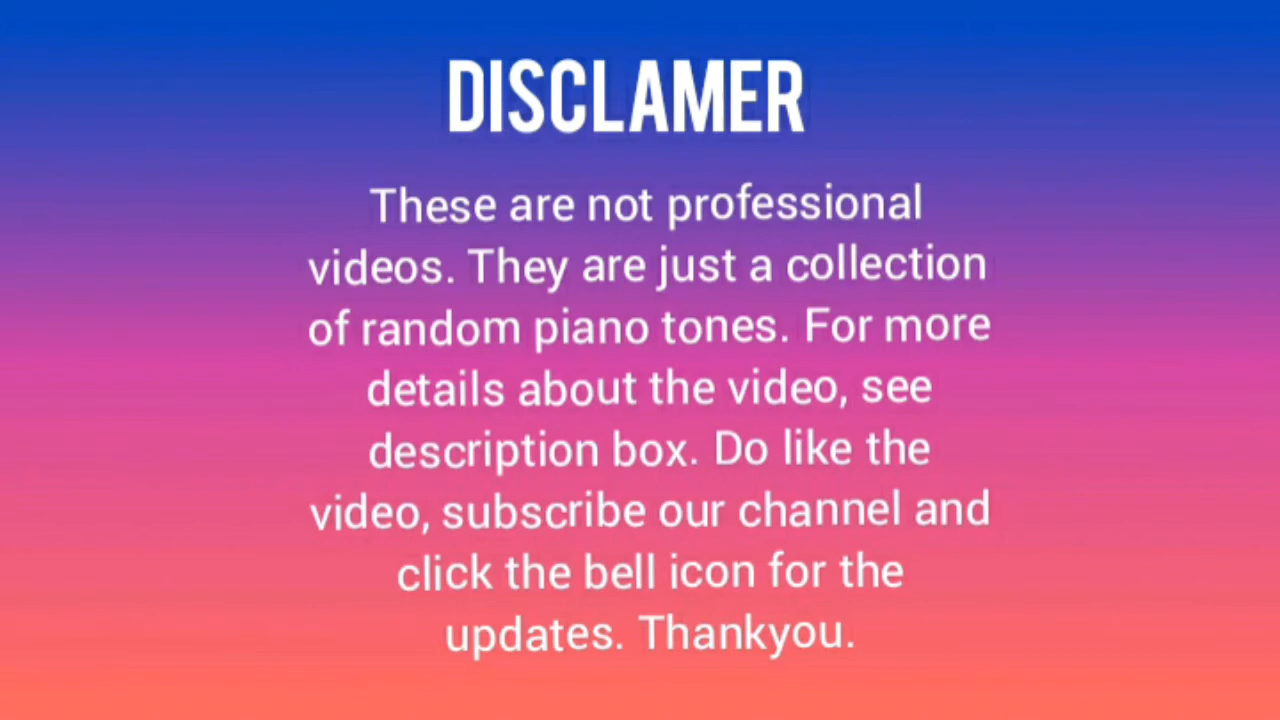 DISCLAMER
These are not professional
videos. They are just a collection
of random piano tones. For more
details about the video, see
description box. Do like the
video, subscribe our channel and
click the bell icon for the
updates. Thankyou.